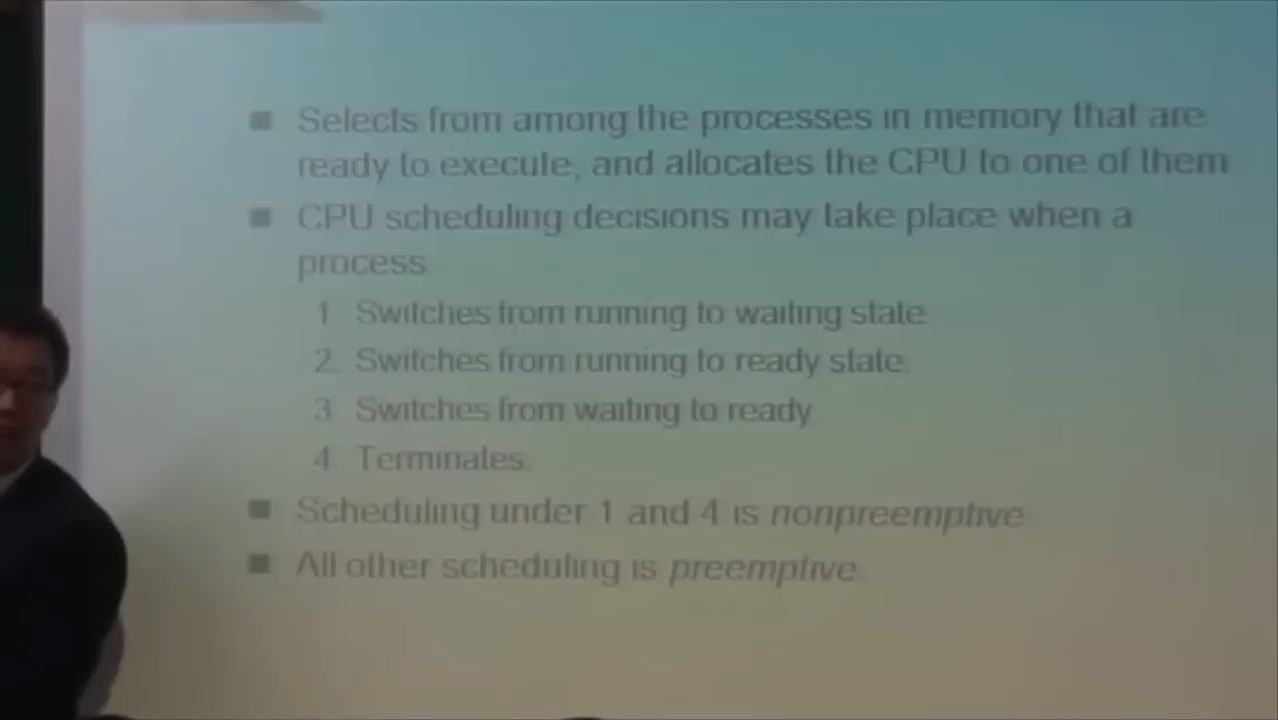 Selects from among the processes in memory that are
ready to execute, and allocates the CPU to one of them
CPU scheduling decisions may take place when a
process:
1. Switches from running to waiting state.
2. Switches from running to ready state.
3. Switches from waiting to ready.
4. Terminates.
Scheduling under 1 and 4 is nonpreemptive
All other scheduling is preemptive.